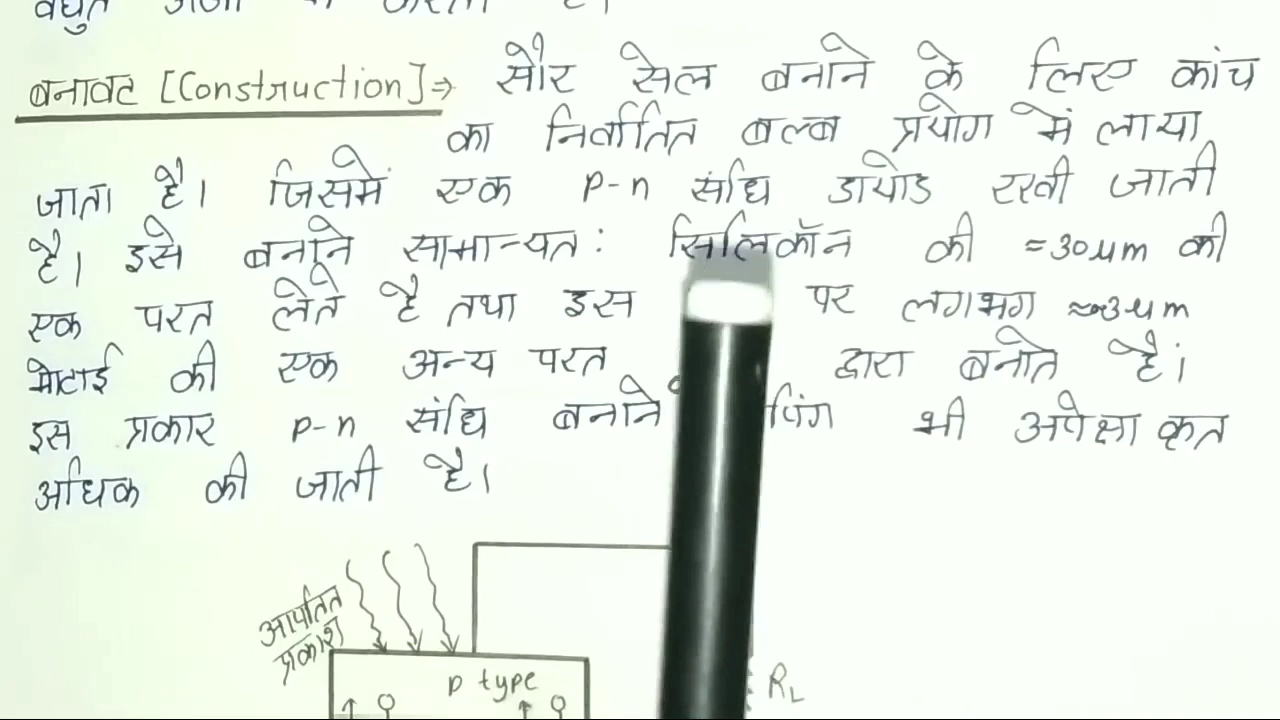 बनावट [Construction]⇒ सौर सेल बनाने के लिए कांच
का निर्वातित बल्ब प्रयोग में लाया
जाता है। जिसमें एक p-n संधि डायोड रखी जाती
है। इसे बनाने सामान्यतः सिलिकॉन की ≈30μm की
एक परत लेते है तथा इस पर लगभग
मोटाई की एक अन्य परत द्वारा बनाते है।
इस प्रकार p-n संधि बनाने भी अपेक्षाकृत
अधिक की जाती है।
आपतित
प्रकाश
p type
RL